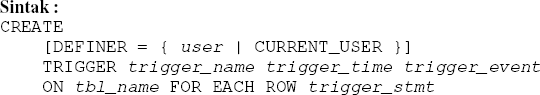 Sintak :
CREATE
[DEFINER = { user | CURRENT_USER }]
TRIGGER trigger_name trigger_time trigger_event
ON tbl_name FOR EACH ROW trigger_stmt